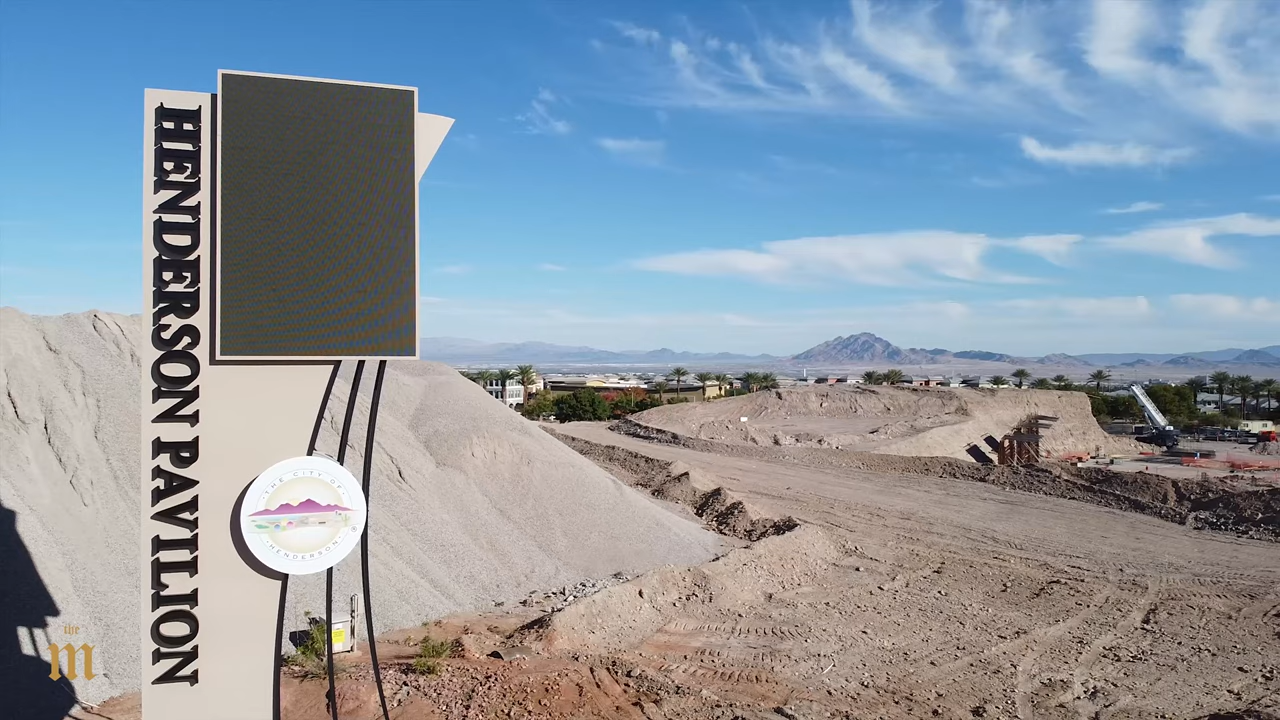 HENDERSON PAVILION
THE CITY OF
HENDERSON
the
M